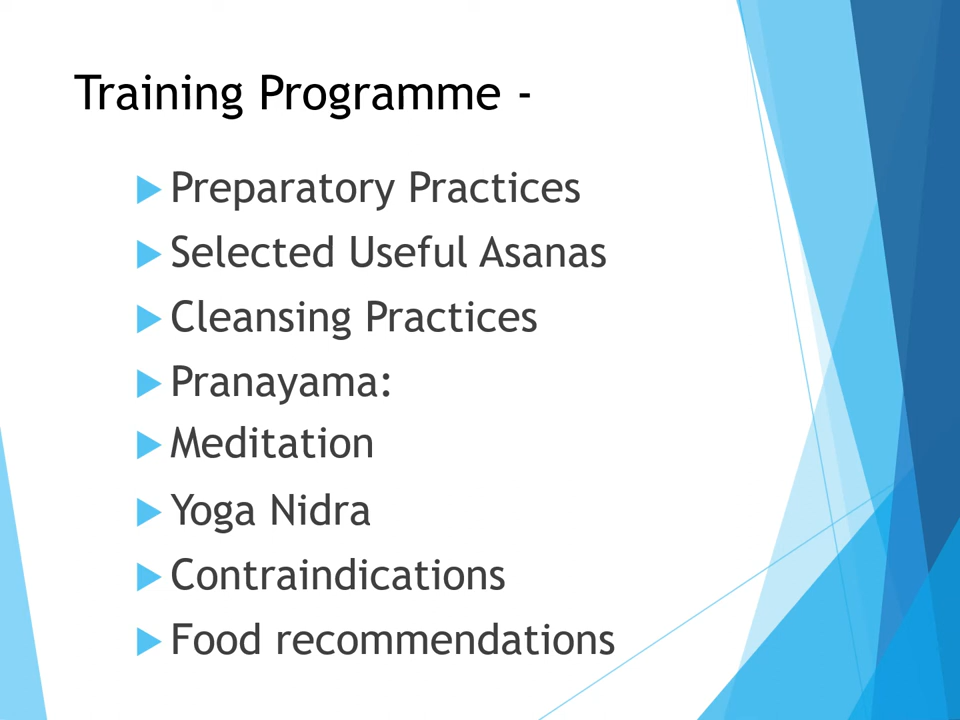 Training Programme -
Preparatory Practices
Selected Useful Asanas
Cleansing Practices
Pranayama:
Meditation
Yoga Nidra
Contraindications
Food recommendations